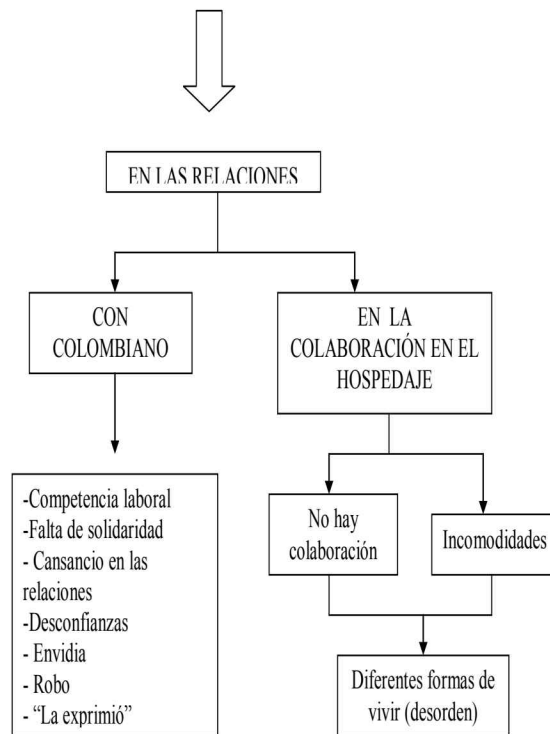 EN LAS RELACIONES
CON
COLOMBIANO
EN LA
COLABORACIÓN EN EL
HOSPEDAJE
-Competencia laboral
-Falta de solidaridad
- Cansancio en las
relaciones
-Desconfianzas
- Envidia
- Robo
- “La exprimió”
No hay
colaboración
Incomodidades
Diferentes formas de
vivir (desorden)